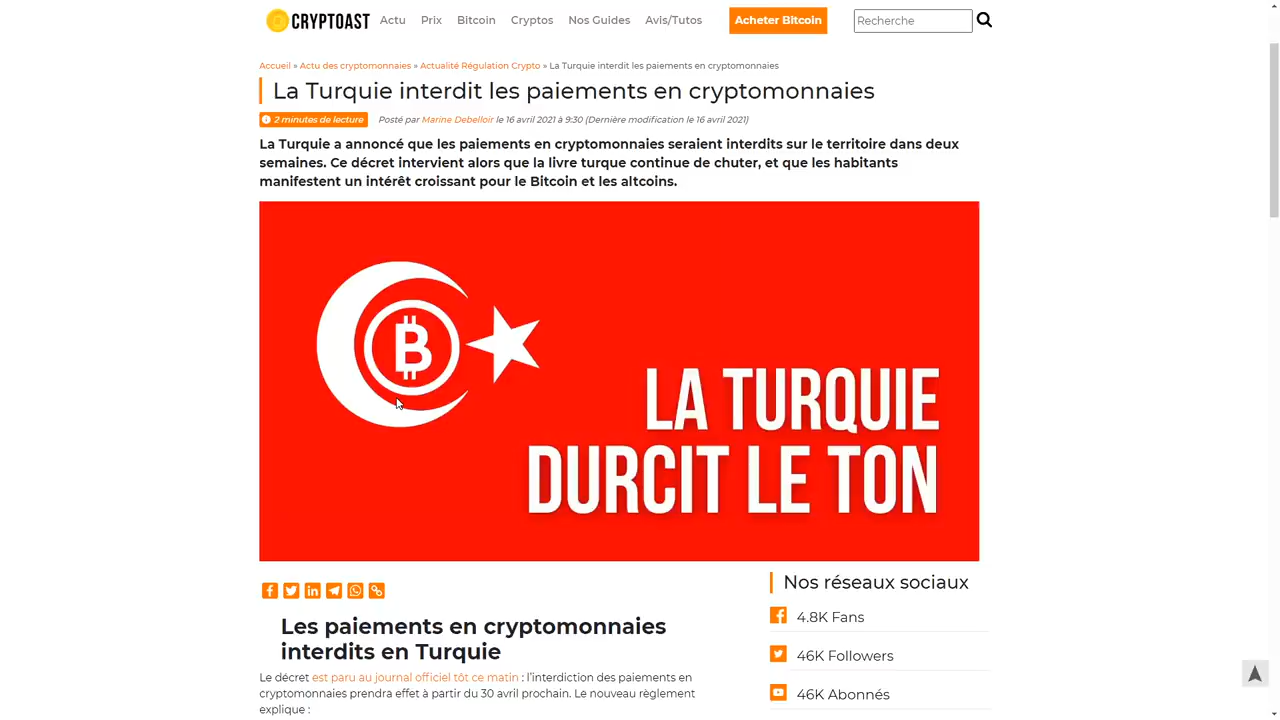 CRYPTOAST Actu Prix Bitcoin Cryptos Nos Guides Avis/Tutos Acheter Bitcoin Recherche
Accueil » Actu des cryptomonnaies » Actualité Régulation Crypto » La Turquie interdit les paiements en cryptomonnaies
La Turquie interdit les paiements en cryptomonnaies
2 minutes de lecture Posté par Marine Debelloir le 16 avril 2021 à 9:30 (Dernière modification le 16 avril 2021)
La Turquie a annoncé que les paiements en cryptomonnaies seraient interdits sur le territoire dans deux
semaines. Ce décret intervient alors que la livre turque continue de chuter, et que les habitants
manifestent un intérêt croissant pour le Bitcoin et les altcoins.
LA TURQUIE
DURCIT LE TON
Les paiements en cryptomonnaies
interdits en Turquie
Le décret est paru au journal officiel tôt ce matin : l'interdiction des paiements en
cryptomonnaies prendra effet à partir du 30 avril prochain. Le nouveau règlement
explique :
Nos réseaux sociaux
4.8K Fans
46K Followers
46K Abonnés